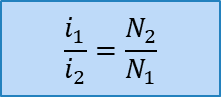 i₁/i₂ = N₂/N₁